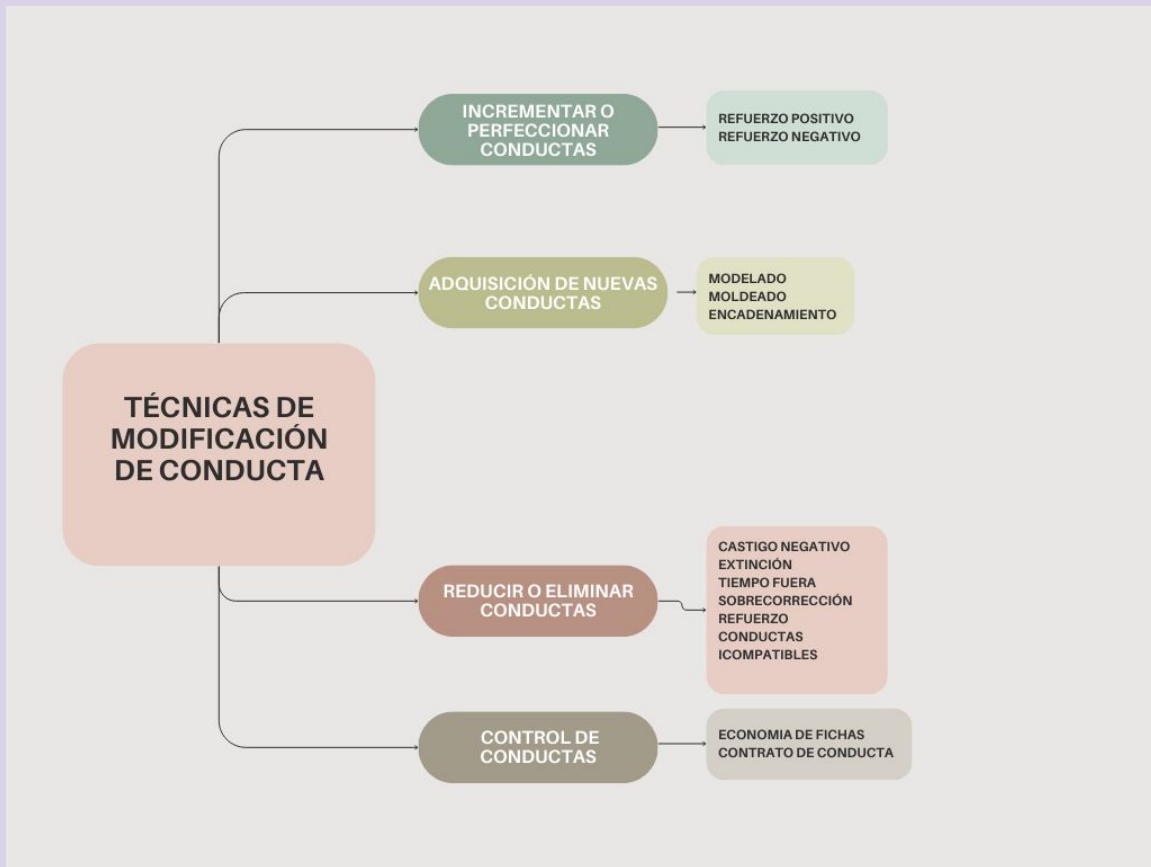 INCREMENTAR O
PERFECCIONAR
CONDUCTAS
REFUERZO POSITIVO
REFUERZO NEGATIVO
ADQUISICIÓN DE NUEVAS
CONDUCTAS
MODELADO
MOLDEADO
ENCADENAMIENTO
TÉCNICAS DE
MODIFICACIÓN
DE CONDUCTA
REDUCIR O ELIMINAR
CONDUCTAS
CASTIGO NEGATIVO
EXTINCIÓN
TIEMPO FUERA
SOBRECORRECCIÓN
REFUERZO
CONDUCTAS
ICOMPATIBLES
CONTROL DE
CONDUCTAS
ECONOMIA DE FICHAS
CONTRATO DE CONDUCTA